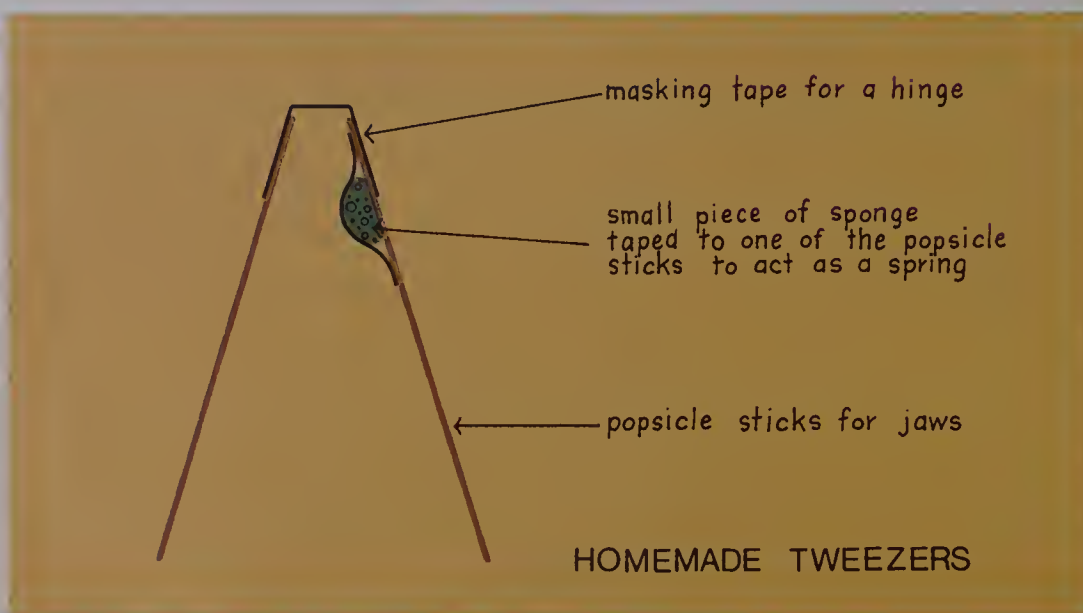 masking tape for a hinge
small piece of sponge
taped to one of the popsicle
sticks to act as a spring
popsicle sticks for jaws
HOMEMADE TWEEZERS